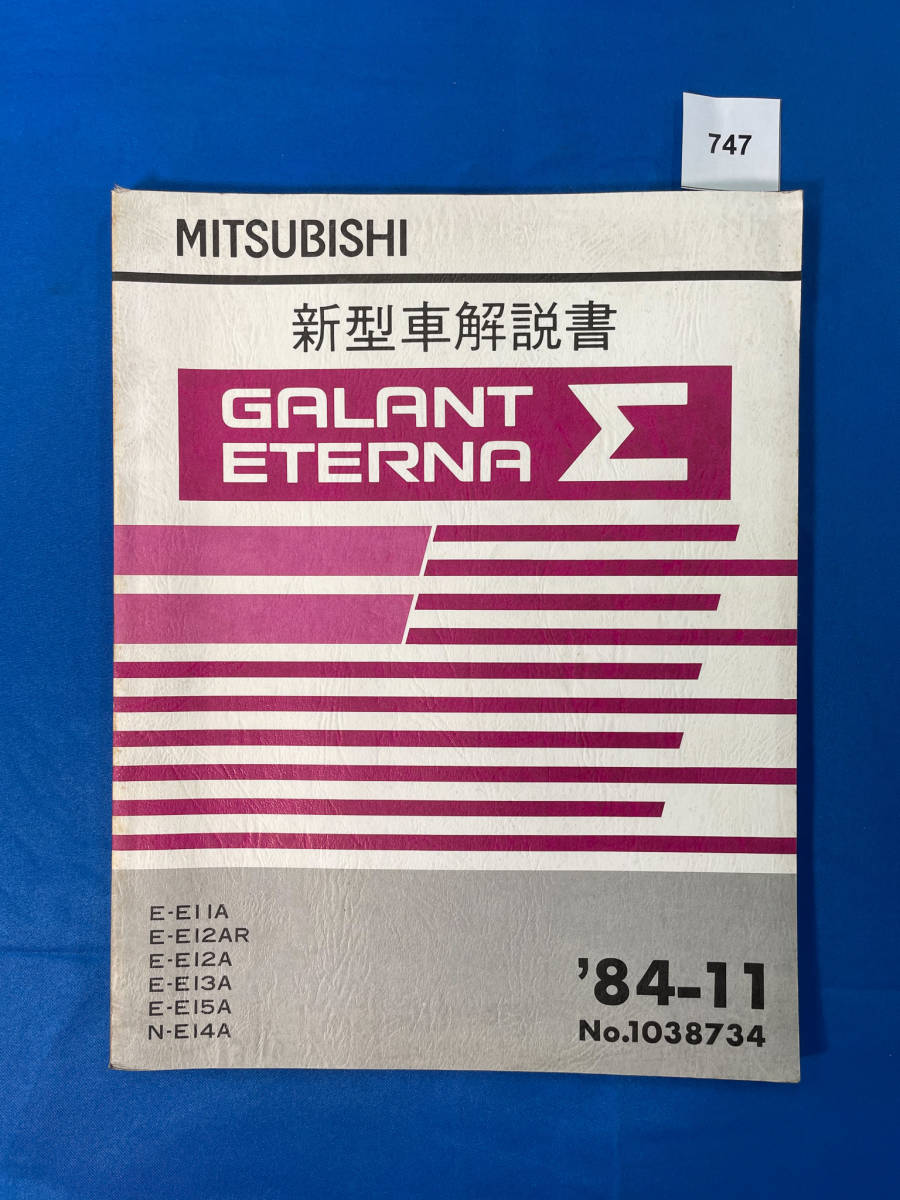 747
MITSUBISHI
新型車解説書
GALANT
ETERNA Σ
E-E11A
E-E12AR
E-E12A
E-E13A
E-E15A
N-E14A
'84-11
No.1038734